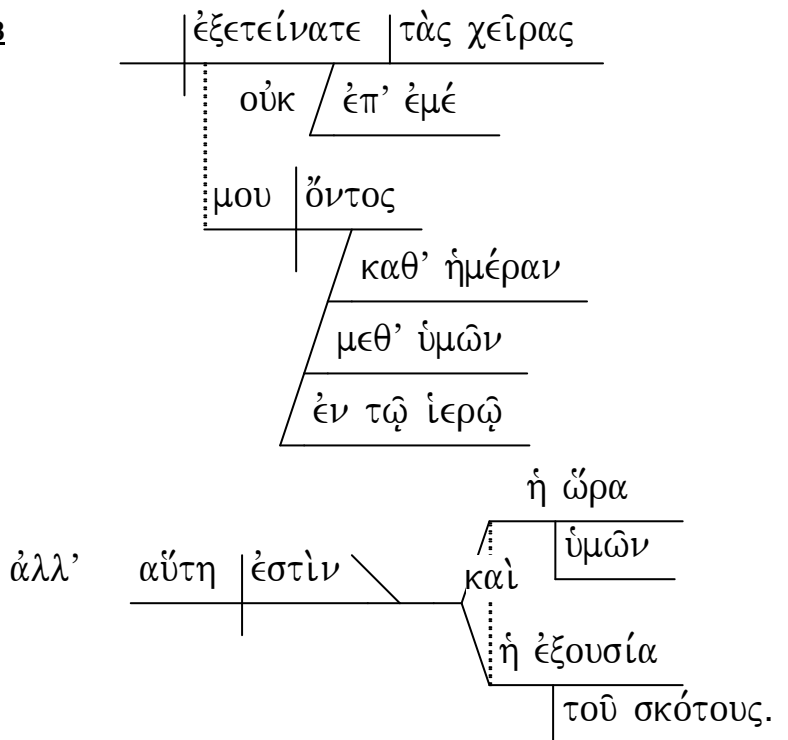 ἐξετείνατε τὰς χεῖρας
οὐκ ἐπ’ ἐμέ
μου ὄντος
καθ’ ἡμέραν
μεθ’ ὑμῶν
ἐν τῷ ἱερῷ
ἡ ὥρα
ὑμῶν
ἀλλ’ αὕτη ἐστὶν καὶ
ἡ ἐξουσία
τοῦ σκότους.